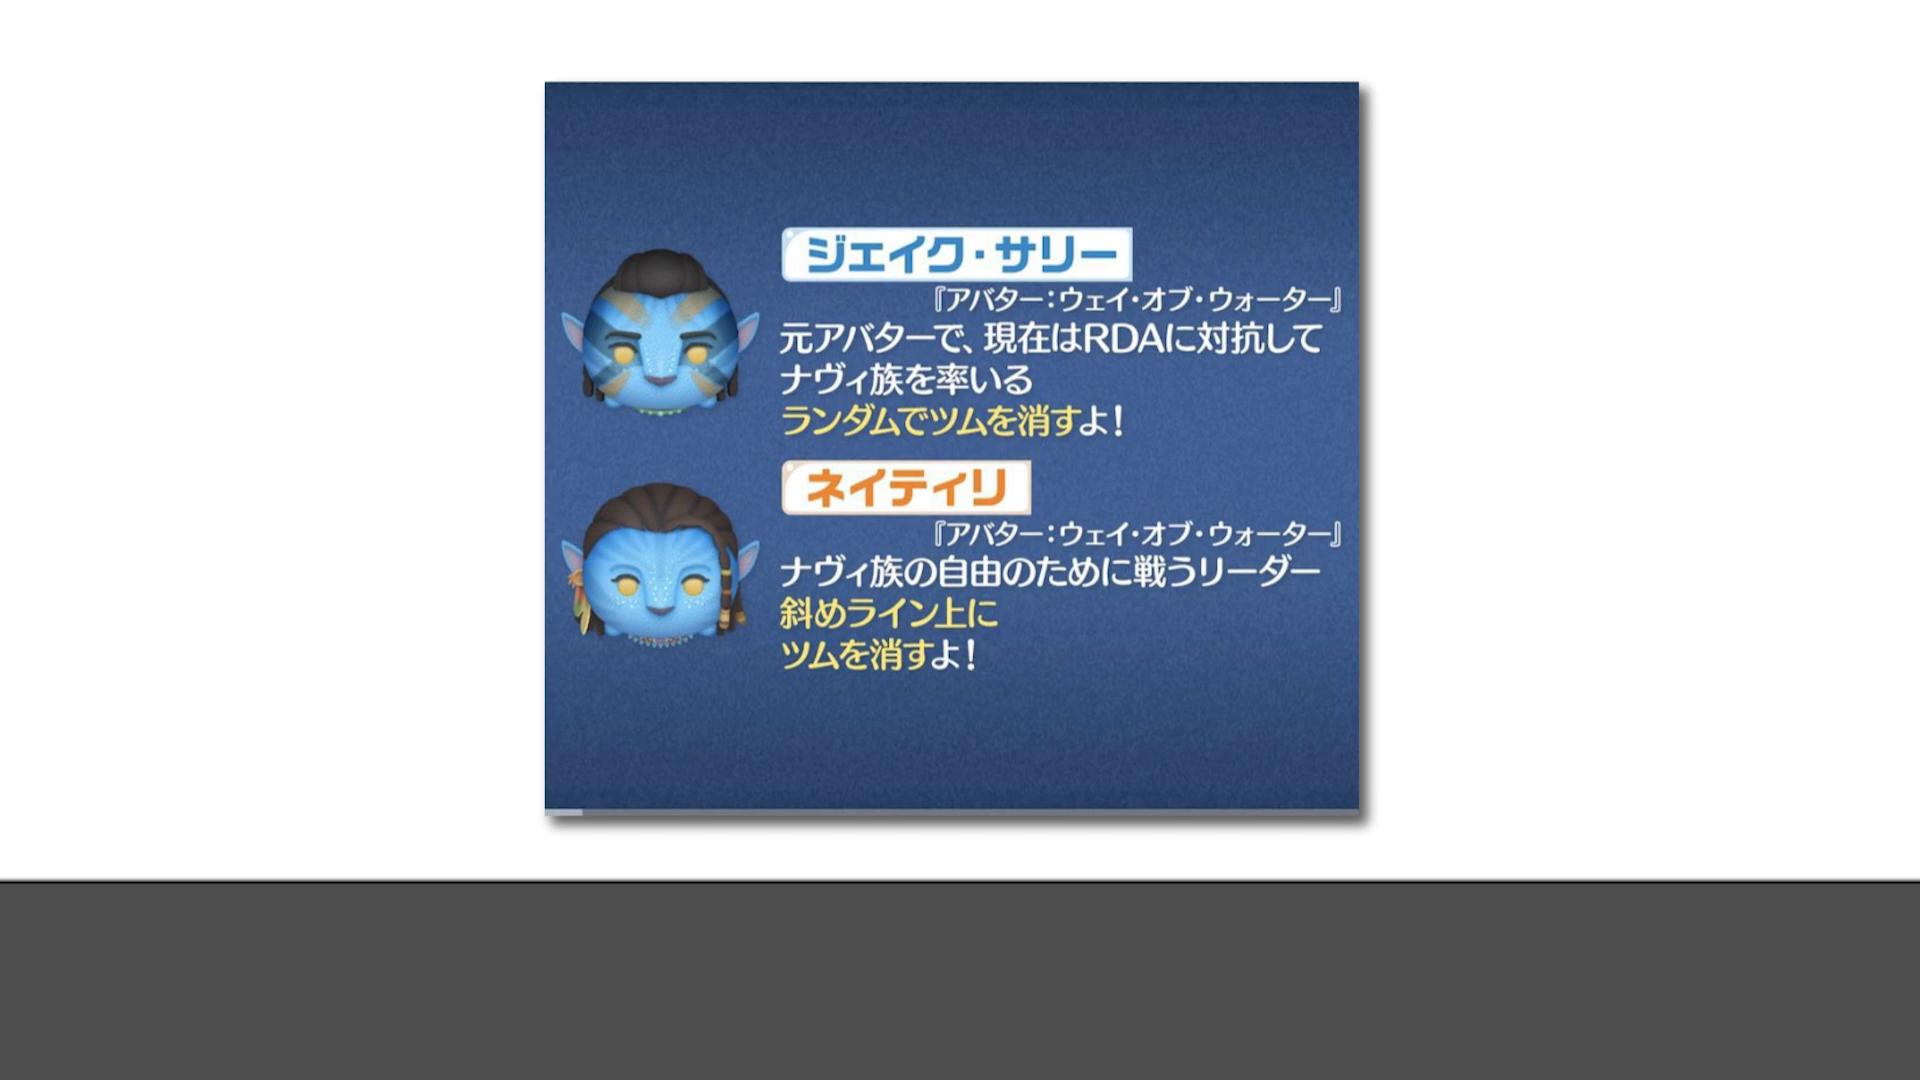 ジェイク・サリー
『アバター：ウェイ・オブ・ウォーター』
元アバターで、現在はRDAに対抗して
ナヴィ族を率いる
ランダムでツムを消すよ！
ネイティリ
『アバター：ウェイ・オブ・ウォーター』
ナヴィ族の自由のために戦うリーダー
斜めライン上に
ツムを消すよ！